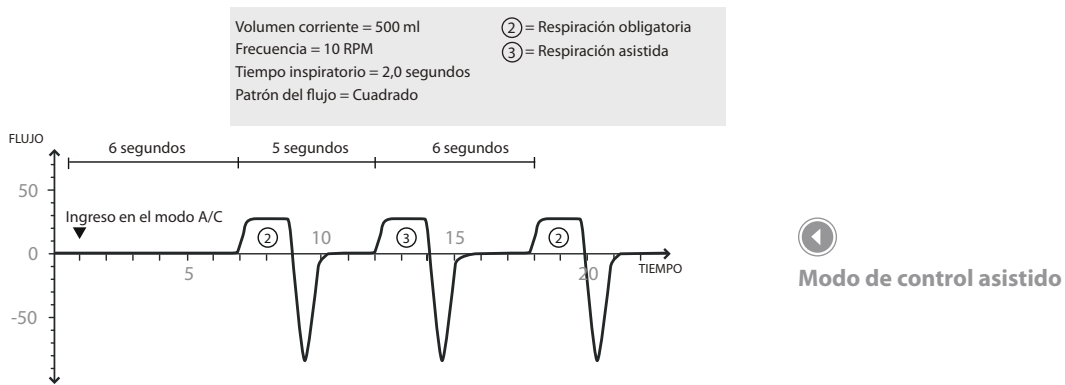 Volumen corriente = 500 ml
Frecuencia = 10 RPM
Tiempo inspiratorio = 2,0 segundos
Patrón del flujo = Cuadrado
2 = Respiración obligatoria
3 = Respiración asistida
FLUJO
6 segundos 5 segundos 6 segundos
50
Ingreso en el modo A/C
2 10 3 15 2
0
5 20 TIEMPO
-50
Modo de control asistido